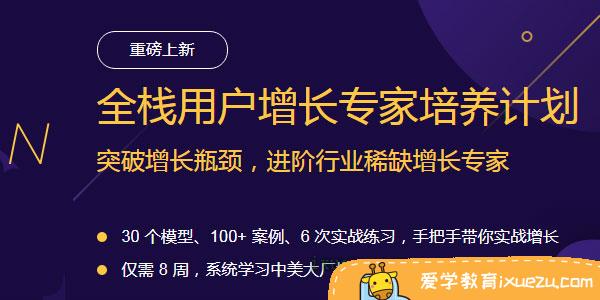 重磅上新
全栈用户增长专家培养计划
突破增长瓶颈，进阶行业稀缺增长专家
30 个模型、100+ 案例、6 次实战练习，手把手带你实战增长
仅需 8 周，系统学习中美大厂
爱学教育ixuezu.com